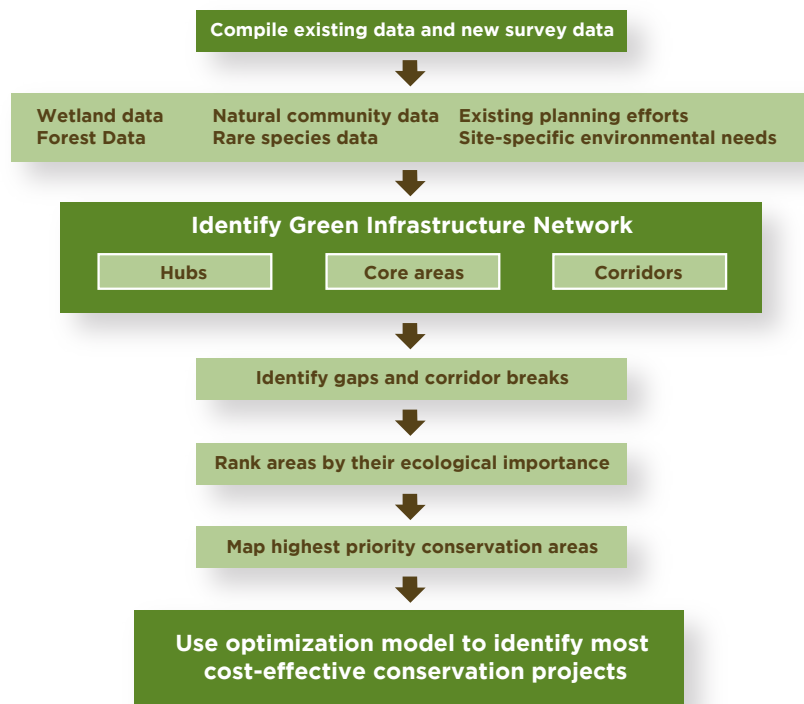 Compile existing data and new survey data
Wetland data
Forest Data
Natural community data
Rare species data
Existing planning efforts
Site-specific environmental needs
Identify Green Infrastructure Network
Hubs
Core areas
Corridors
Identify gaps and corridor breaks
Rank areas by their ecological importance
Map highest priority conservation areas
Use optimization model to identify most
cost-effective conservation projects